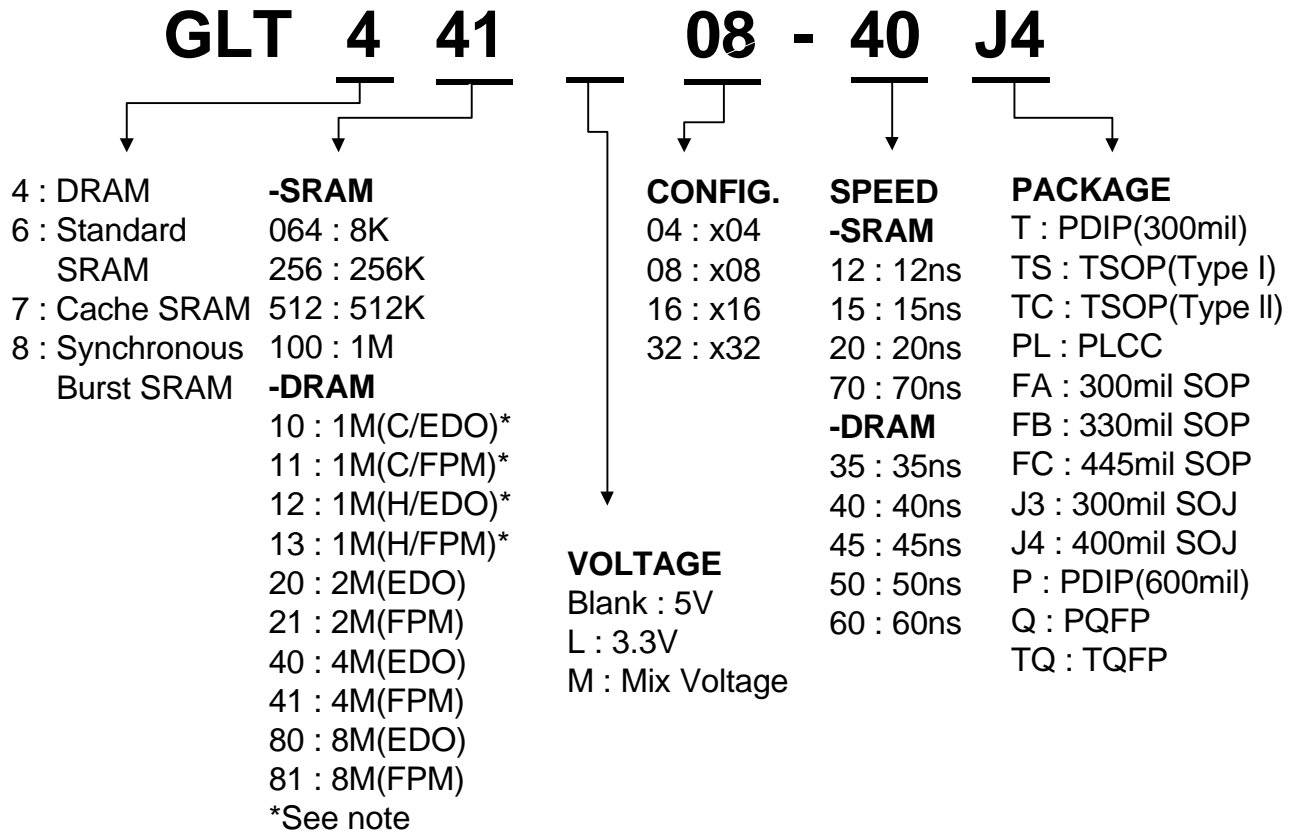 GLT 4 41 08 - 40 J4
4 : DRAM
6 : Standard
SRAM
7 : Cache SRAM
8 : Synchronous
Burst SRAM
-SRAM
064 : 8K
256 : 256K
512 : 512K
100 : 1M
-DRAM
10 : 1M(C/EDO)*
11 : 1M(C/FPM)*
12 : 1M(H/EDO)*
13 : 1M(H/FPM)*
20 : 2M(EDO)
21 : 2M(FPM)
40 : 4M(EDO)
41 : 4M(FPM)
80 : 8M(EDO)
81 : 8M(FPM)
*See note
VOLTAGE
Blank : 5V
L : 3.3V
M : Mix Voltage
CONFIG.
04 : x04
08 : x08
16 : x16
32 : x32
SPEED
-SRAM
12 : 12ns
15 : 15ns
20 : 20ns
70 : 70ns
-DRAM
35 : 35ns
40 : 40ns
45 : 45ns
50 : 50ns
60 : 60ns
PACKAGE
T : PDIP(300mil)
TS : TSOP(Type I)
TC : TSOP(Type ll)
PL : PLCC
FA : 300mil SOP
FB : 330mil SOP
FC : 445mil SOP
J3 : 300mil SOJ
J4 : 400mil SOJ
P : PDIP(600mil)
Q : PQFP
TQ : TQFP